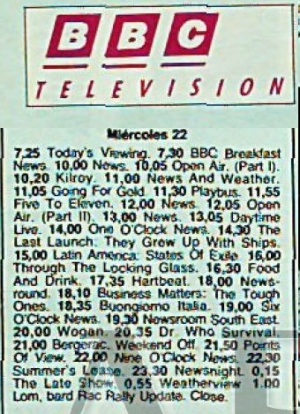 BBC
TELEVISION
Miércoles 22
7,25 Today's Viewing. 7,30 BBC Breakfast
News. 10,00 News. 10,05 Open Air. (Part I).
10,20 Kilroy. 11,00 News And Weather.
11,05 Going For Gold. 11,30 Playbus. 11,55
Five To Eleven. 12,00 News. 12,05 Open
Air. (Part II). 13,00 News. 13,05 Daytime
Live. 14,00 One O'Clock News. 14,30 The
Last Launch: They Grew Up With Ships.
15,00 Latin America: States Of Exile. 16,00
Through The Locking Glass. 16,30 Food
And Drink. 17,35 Hartbeat. 18,00 News-
round. 18,10 Business Matters: The Tough
Ones. 18,35 Buongiorno Italia. 19,00 Six
O'Clock News. 19,30 Newsroom South East.
20,00 Wogan. 20,35 Dr. Who Survival.
21,00 Bergerac. Weekend Off. 21,50 Points
Of View. 22,00 Nine O'Clock News. 22,30
Summer's Lease. 23,30 Newsnight. 0,15
The Late Show. 0,55 Weatherview 1.00
Lom, bard Rac Rally Update. Close.